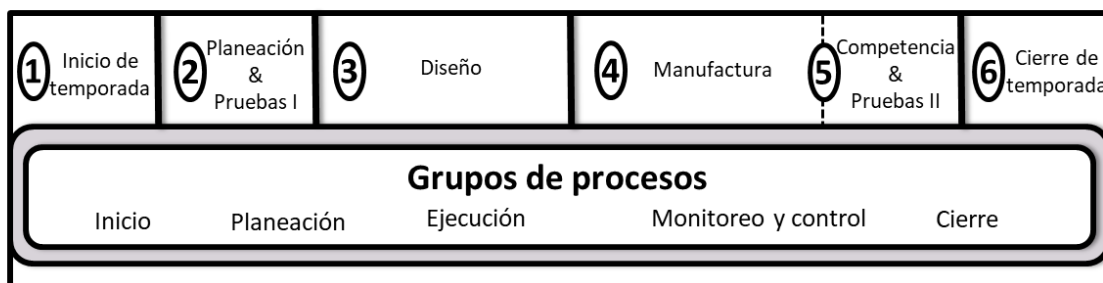 1 Inicio de
temporada
2 Planeación
&
Pruebas I
3 Diseño
4 Manufactura
5 Competencia
&
Pruebas II
6 Cierre de
temporada
Grupos de procesos
Inicio Planeación Ejecución Monitoreo y control Cierre